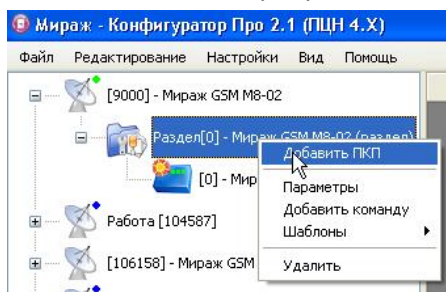 Мираж - Конфигуратор Про 2.1 (ПЦН 4.X)
Файл Редактирование Настройки Вид Помощь
[9000] - Мираж GSM M8-02
Раздел[0] - Мираж GSM M8-02 (раздел)
Добавить ПКП
[0] - Мир
Параметры
Добавить команду
Работа [104587]
Шаблоны
[106158] - Мираж GSM
Удалить